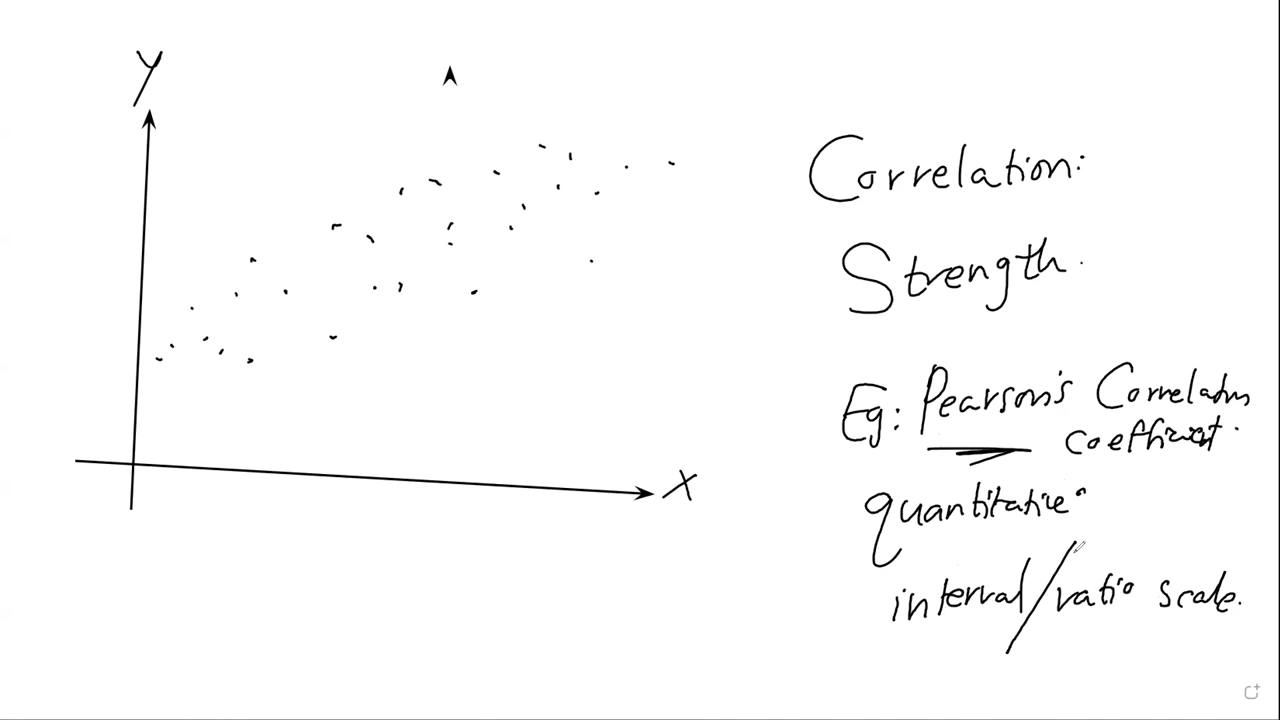 Y
X
Correlation:
Strength.
Eg: Pearson's Correlation
coefficient.
quantitative
interval/ratio scale.